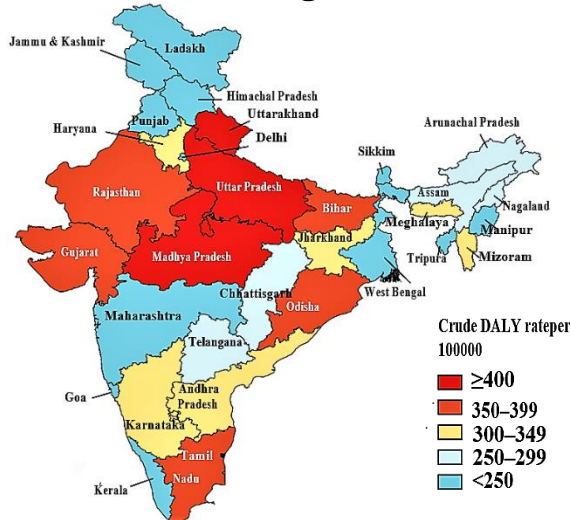 Jammu & Kashmir
Ladakh
Himachal Pradesh
Uttarakhand
Punjab
Haryana
Delhi
Arunachal Pradesh
Sikkim
Rajasthan
Uttar Pradesh
Bihar
Assam
Nagaland
Meghalaya
Manipur
Jharkhand
Gujarat
Madhya Pradesh
Tripura
Mizoram
West Bengal
Chhattisgarh
Odisha
Maharashtra
Telangana
Goa
Andhra
Pradesh
Karnataka
Tamil
Nadu
Kerala
Crude DALY rateper
100000
≥400
350–399
300–349
250–299
<250